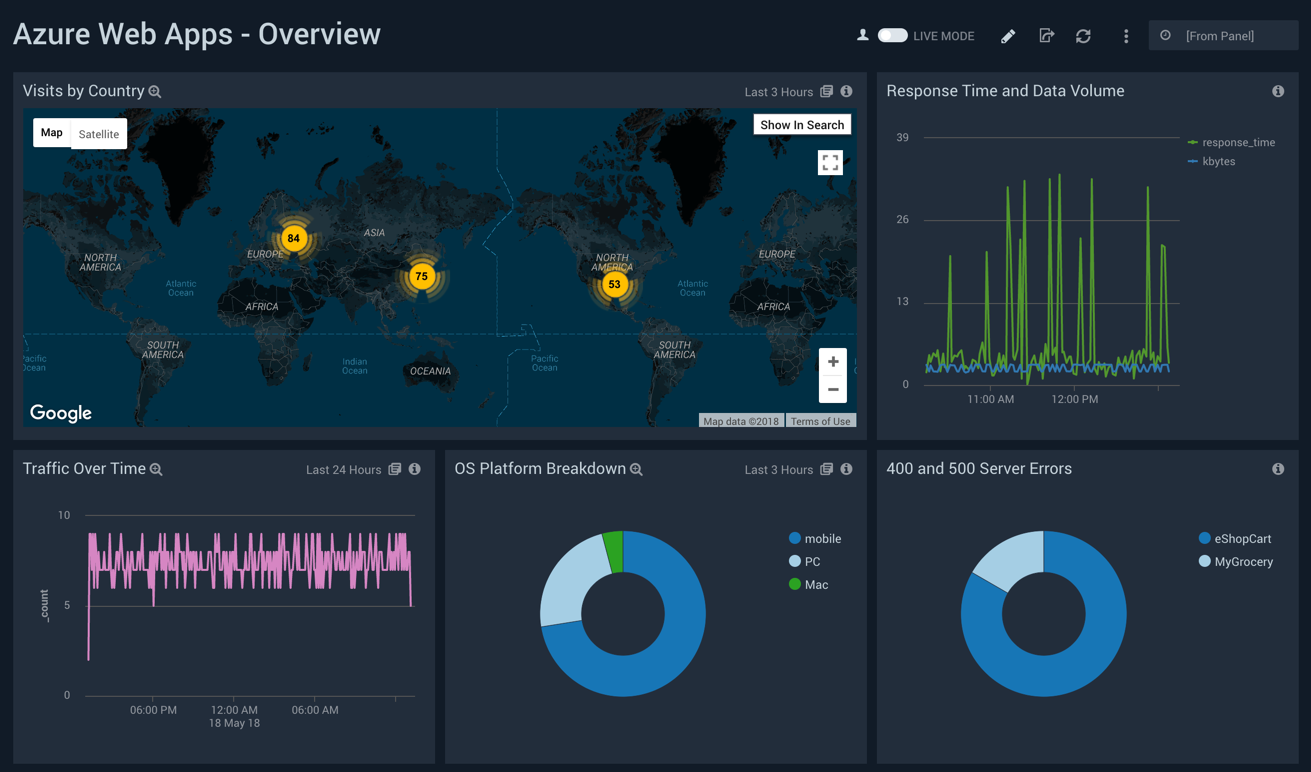 Azure Web Apps - Overview
LIVE MODE
[From Panel]
Visits by Country
Last 3 Hours
Map
Satellite
Show In Search
84
75
53
NORTH
AMERICA
EUROPE
ASIA
AFRICA
SOUTH
AMERICA
OCEANIA
Atlantic
Ocean
Indian
Ocean
Pacific
Ocean
NORTH
AMERICA
EUROPE
AFRICA
SOUTH
AMERICA
Atlantic
Ocean
acific
Ocean
+
−
Google
Map data ©2018
Terms of Use
Response Time and Data Volume
39
26
13
0
11:00 AM
12:00 PM
response_time
kbytes
Traffic Over Time
Last 24 Hours
10
5
0
_count
06:00 PM
12:00 AM
18 May 18
06:00 AM
OS Platform Breakdown
Last 3 Hours
mobile
PC
Mac
400 and 500 Server Errors
eShopCart
MyGrocery